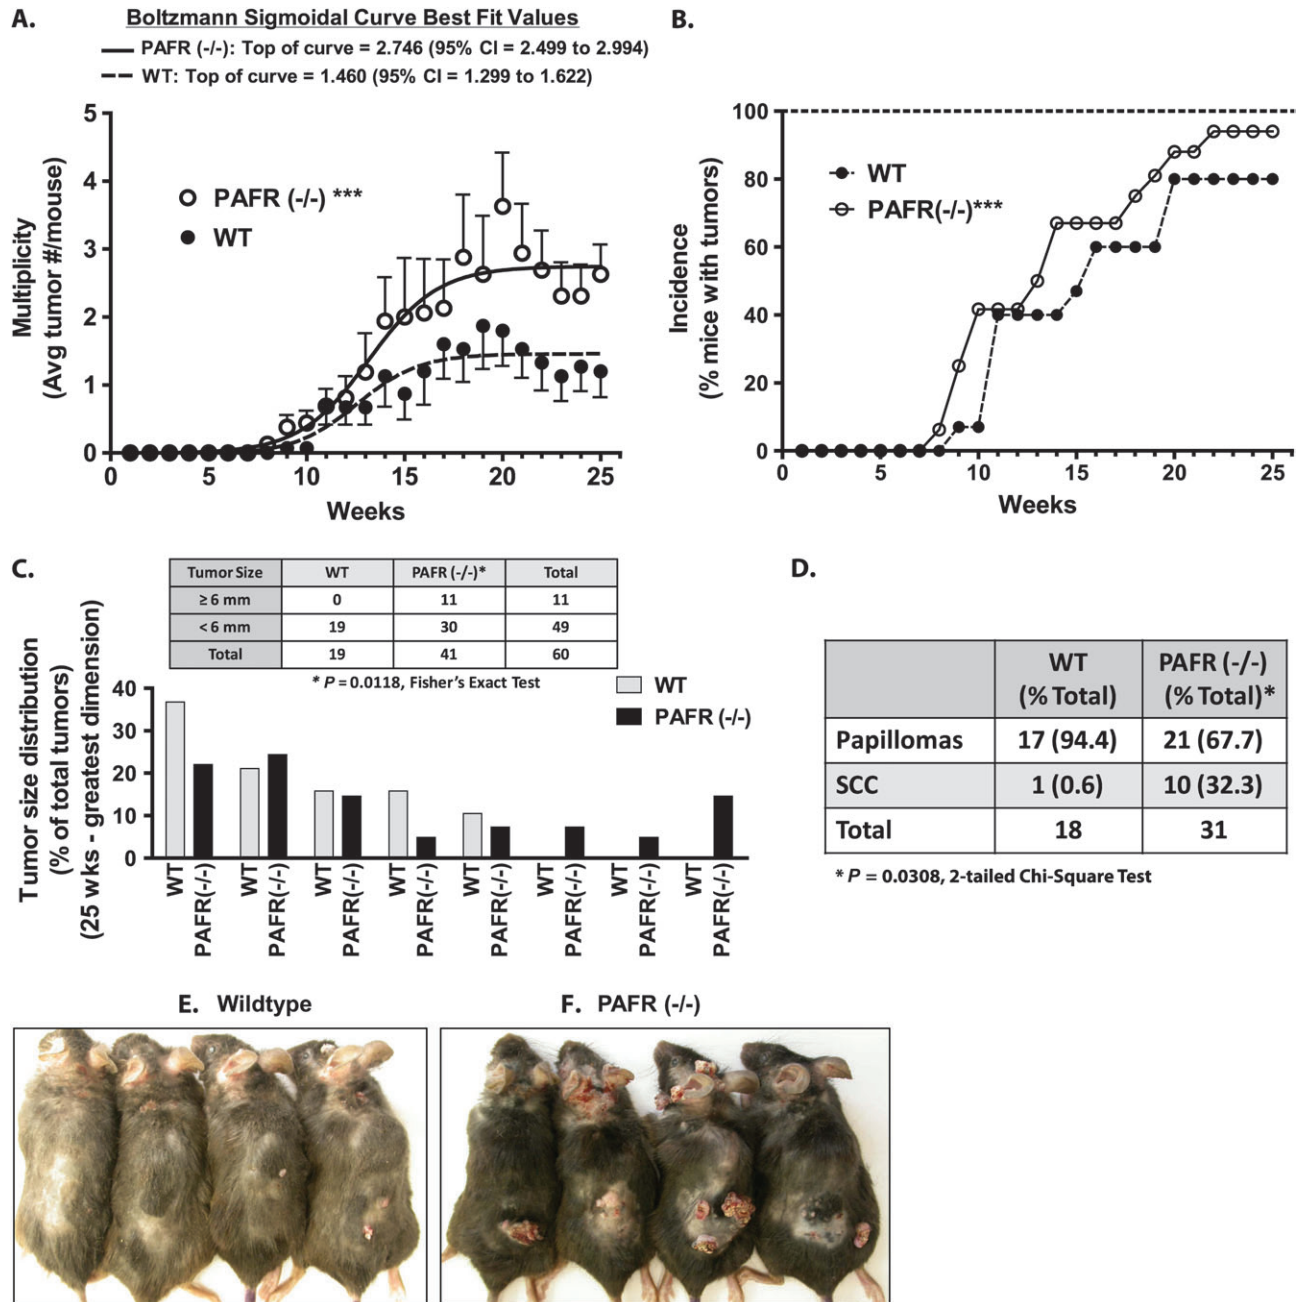 A.
Boltzmann Sigmoidal Curve Best Fit Values
PAFR (-/-): Top of curve = 2.746 (95% CI = 2.499 to 2.994)
WT: Top of curve = 1.460 (95% CI = 1.299 to 1.622)
Multiplicity
(Avg tumor #/mouse)
5
4
3
2
1
0
PAFR (-/-) ***
WT
0 5 10 15 20 25
Weeks
B.
Incidence
(% mice with tumors)
100
80
60
40
20
0
WT
PAFR(-/-)***
0 5 10 15 20 25
Weeks
C.
Tumor Size WT PAFR (-/-)* Total
≥ 6 mm 0 11 11
< 6 mm 19 30 49
Total 19 41 60
* P = 0.0118, Fisher's Exact Test
Tumor size distribution
(% of total tumors)
(25 wks - greatest dimension)
40
30
20
10
0
WT
PAFR (-/-)
WT
PAFR(-/-)
WT
PAFR(-/-)
WT
PAFR(-/-)
WT
PAFR(-/-)
WT
PAFR(-/-)
WT
PAFR(-/-)
WT
PAFR(-/-)
WT
PAFR(-/-)
D.
WT
(% Total)
PAFR (-/-)
(% Total)*
Papillomas 17 (94.4) 21 (67.7)
SCC 1 (0.6) 10 (32.3)
Total 18 31
* P = 0.0308, 2-tailed Chi-Square Test
E. Wildtype
F. PAFR (-/-)